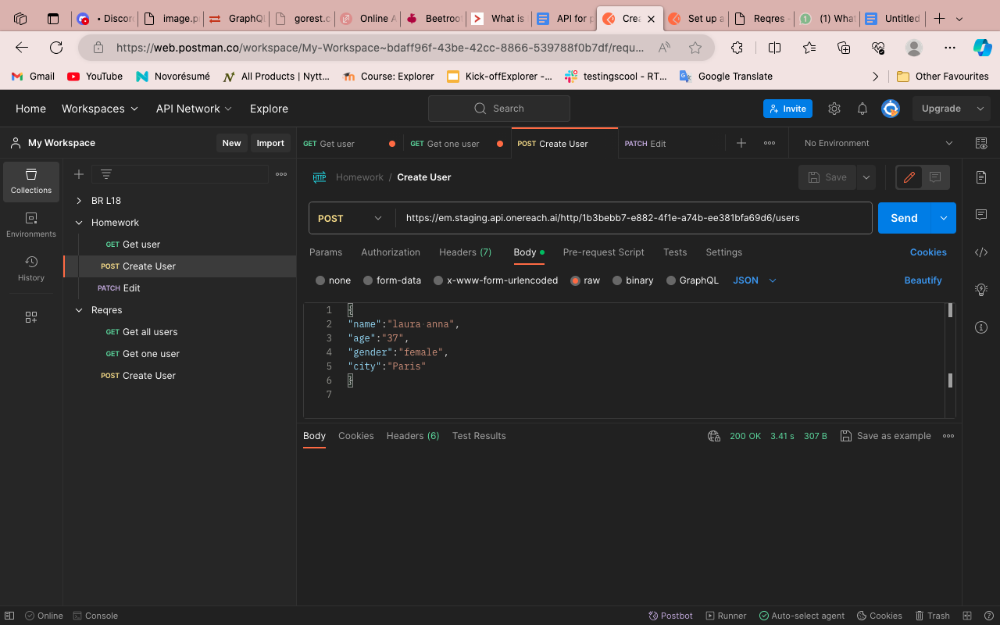 • Discord
image.p
GraphQL
gorest.c
Online A
Beetroo
What is
API for p
Crea
Set up a
Reqres -
(1) What
Untitled
https://web.postman.co/workspace/My-Workspace~bdaff96f-43be-42cc-8866-539788f0b7df/requ...
Gmail
YouTube
Novorésumé
All Products | Nytt...
Course: Explorer
Kick-offExplorer -...
testingscool - RT...
Google Translate
Other Favourites
Home
Workspaces
API Network
Explore
Search
Invite
Upgrade
My Workspace
New
Import
GET Get user
GET Get one user
POST Create User
PATCH Edit
No Environment
Collections
Environments
History
BR L18
Homework
GET Get user
POST Create User
PATCH Edit
Reqres
GET Get all users
GET Get one user
POST Create User
HTTP Homework / Create User
Save
POST
https://em.staging.api.onereach.ai/http/1b3bebb7-e882-4f1e-a74b-ee381bfa69d6/users
Send
Params
Authorization
Headers (7)
Body
Pre-request Script
Tests
Settings
Cookies
none
form-data
x-www-form-urlencoded
raw
binary
GraphQL
JSON
Beautify
1 {
2 "name":"laura anna",
3 "age":"37",
4 "gender":"female",
5 "city":"Paris"
6 }
7
Body
Cookies
Headers (6)
Test Results
200 OK
3.41 s
307 B
Save as example
Online
Console
Postbot
Runner
Auto-select agent
Cookies
Trash